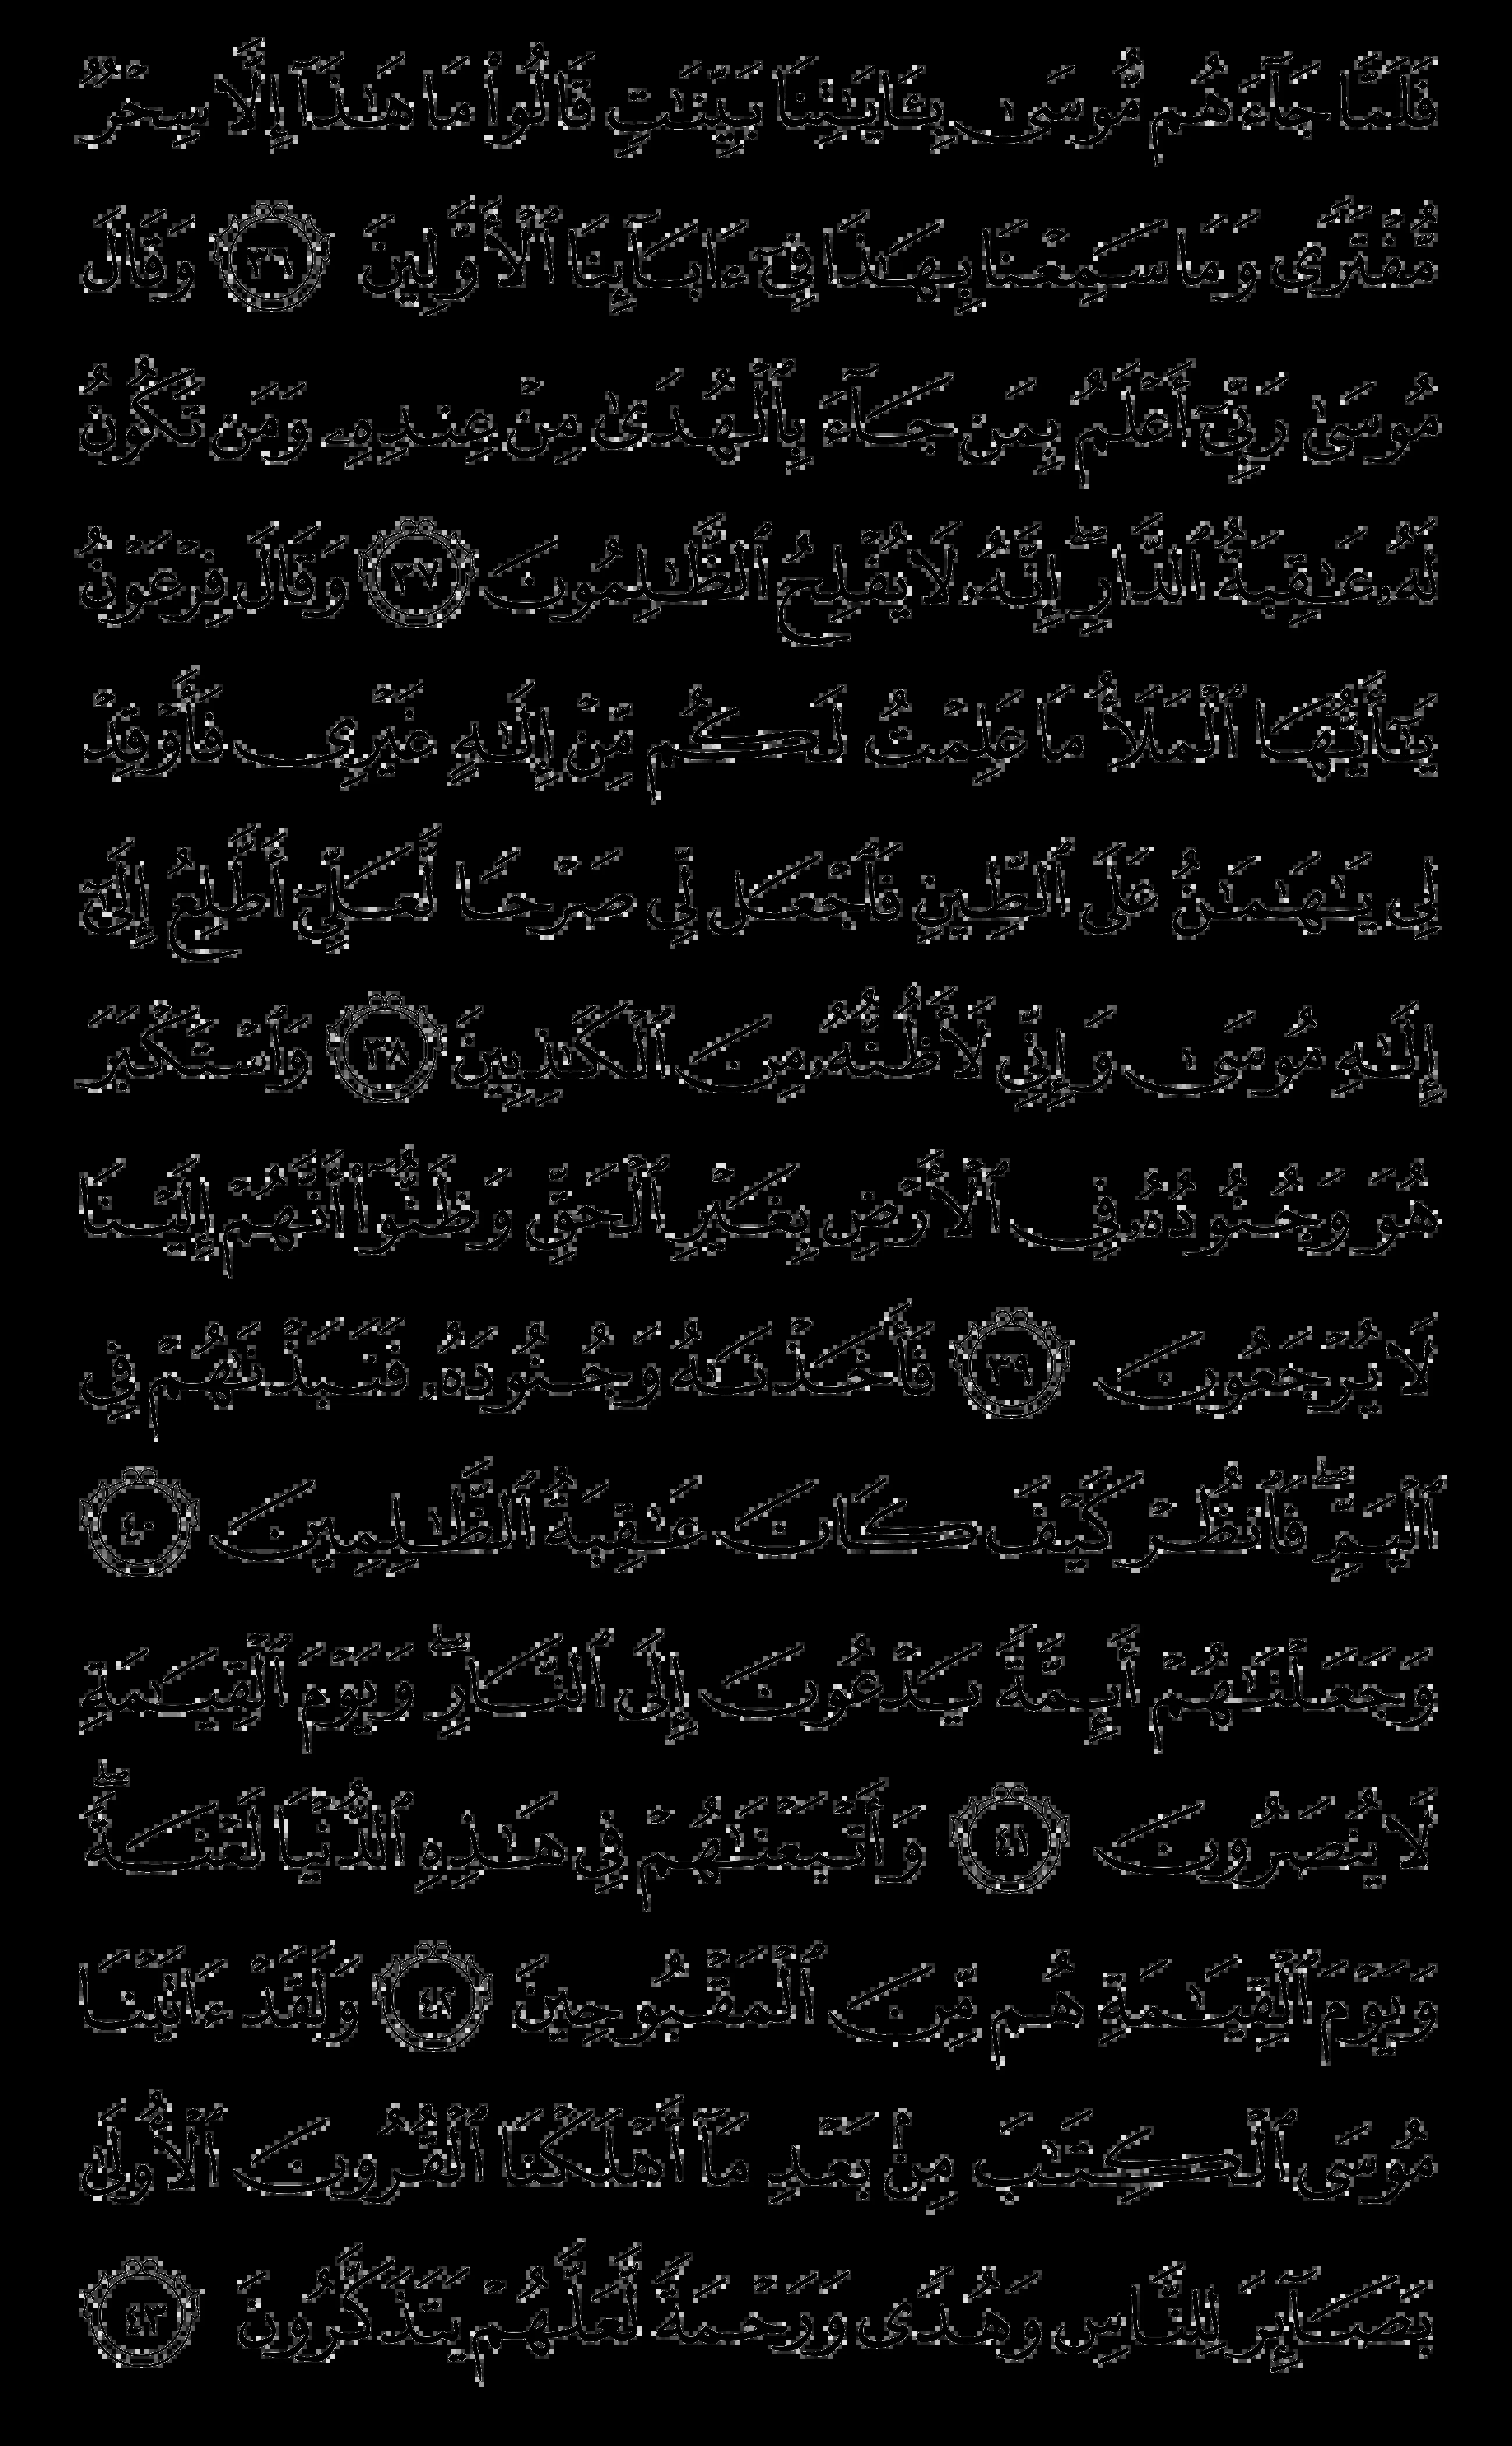 فَلَمَّا جَآءَهُم مُّوسَىٰ بِـَٔايَـٰتِنَا بَيِّنَـٰتٍ قَالُوا۟ مَا هَـٰذَآ إِلَّا سِحْرٌ
مُّفْتَرًى وَمَا سَمِعْنَا بِهَـٰذَا فِىٓ ءَابَآئِنَا ٱلْأَوَّلِينَ ٣٦ وَقَالَ
مُوسَىٰ رَبِّىٓ أَعْلَمُ بِمَن جَآءَ بِٱلْهُدَىٰ مِنْ عِندِهِۦ وَمَن تَكُونُ
لَهُۥ عَـٰقِبَةُ ٱلدَّارِ ۖ إِنَّهُۥ لَا يُفْلِحُ ٱلظَّـٰلِمُونَ ٣٧ وَقَالَ فِرْعَوْنُ
يَـٰٓأَيُّهَا ٱلْمَلَأُ مَا عَلِمْتُ لَكُم مِّنْ إِلَـٰهٍ غَيْرِى فَأَوْقِدْ
لِى يَـٰهَـٰمَـٰنُ عَلَى ٱلطِّينِ فَٱجْعَل لِّى صَرْحًا لَّعَلِّىٓ أَطَّلِعُ إِلَىٰٓ
إِلَـٰهِ مُوسَىٰ وَإِنِّى لَأَظُنُّهُۥ مِنَ ٱلْكَـٰذِبِينَ ٣٨ وَٱسْتَكْبَرَ
هُوَ وَجُنُودُهُۥ فِى ٱلْأَرْضِ بِغَيْرِ ٱلْحَقِّ وَظَنُّوٓا۟ أَنَّهُمْ إِلَيْنَا
لَا يُرْجَعُونَ ٣٩ فَأَخَذْنَـٰهُ وَجُنُودَهُۥ فَنَبَذْنَـٰهُمْ فِى
ٱلْيَمِّ ۖ فَٱنظُرْ كَيْفَ كَانَ عَـٰقِبَةُ ٱلظَّـٰلِمِينَ ٤٠
وَجَعَلْنَـٰهُمْ أَئِمَّةً يَدْعُونَ إِلَى ٱلنَّارِ ۖ وَيَوْمَ ٱلْقِيَـٰمَةِ
لَا يُنصَرُونَ ٤١ وَأَتْبَعْنَـٰهُمْ فِى هَـٰذِهِ ٱلدُّنْيَا لَعْنَةً ۖ
وَيَوْمَ ٱلْقِيَـٰمَةِ هُم مِّنَ ٱلْمَقْبُوحِينَ ٤٢ وَلَقَدْ ءَاتَيْنَا
مُوسَى ٱلْكِتَـٰبَ مِنۢ بَعْدِ مَآ أَهْلَكْنَا ٱلْقُرُونَ ٱلْأُولَىٰ
بَصَآئِرَ لِلنَّاسِ وَهُدًى وَرَحْمَةً لَّعَلَّهُمْ يَتَذَكَّرُونَ ٤٣